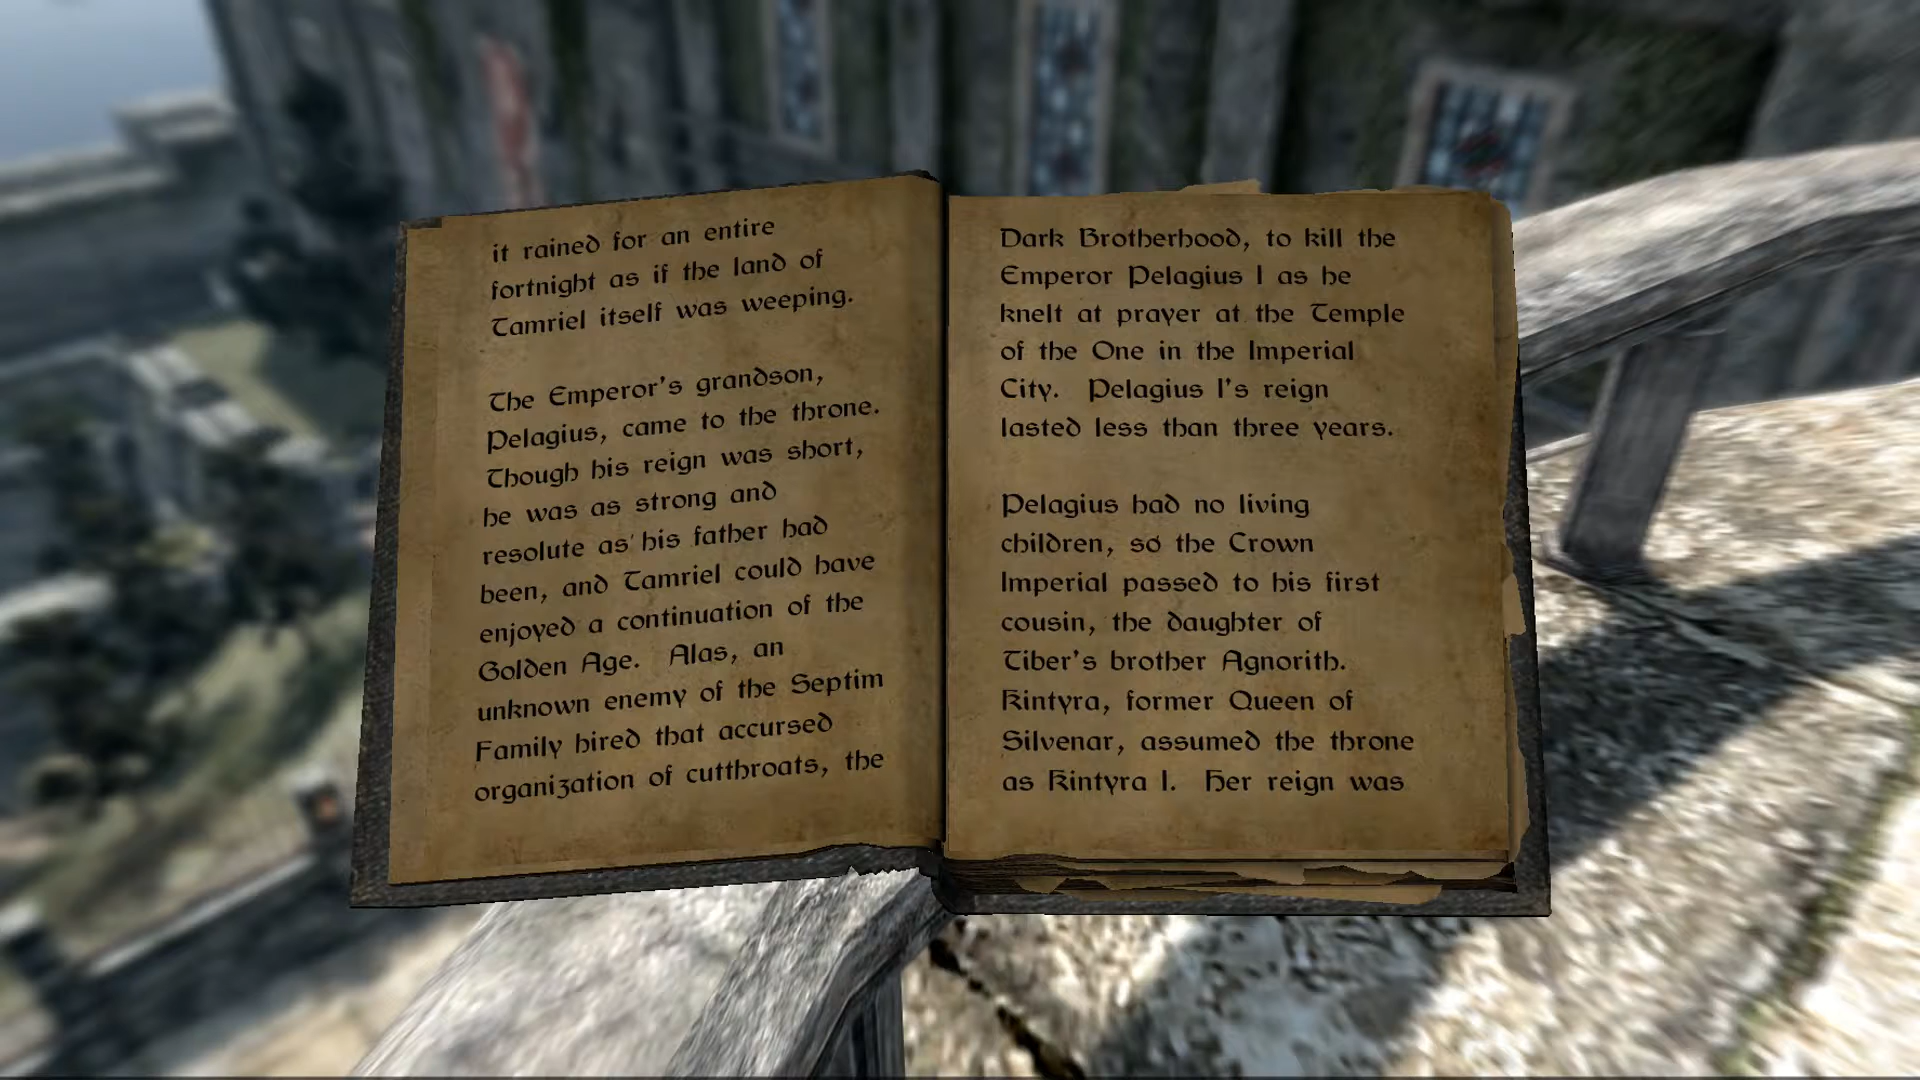 it rained for an entire
fortnight as if the land of
Tamriel itself was weeping.
The Emperor's grandson,
Pelagius, came to the throne.
Though his reign was short,
he was as strong and
resolute as his father had
been, and Tamriel could have
enjoyed a continuation of the
Golden Age.  Alas, an
unknown enemy of the Septim
Family hired that accursed
organization of cutthroats, the
Dark Brotherhood, to kill the
Emperor Pelagius I as he
knelt at prayer at the Temple
of the One in the Imperial
City.  Pelagius I's reign
lasted less than three years.
Pelagius had no living
children, so the Crown
Imperial passed to his first
cousin, the daughter of
Tiber's brother Agnorith.
Kintyra, former Queen of
Silvenar, assumed the throne
as Kintyra I.  Her reign was